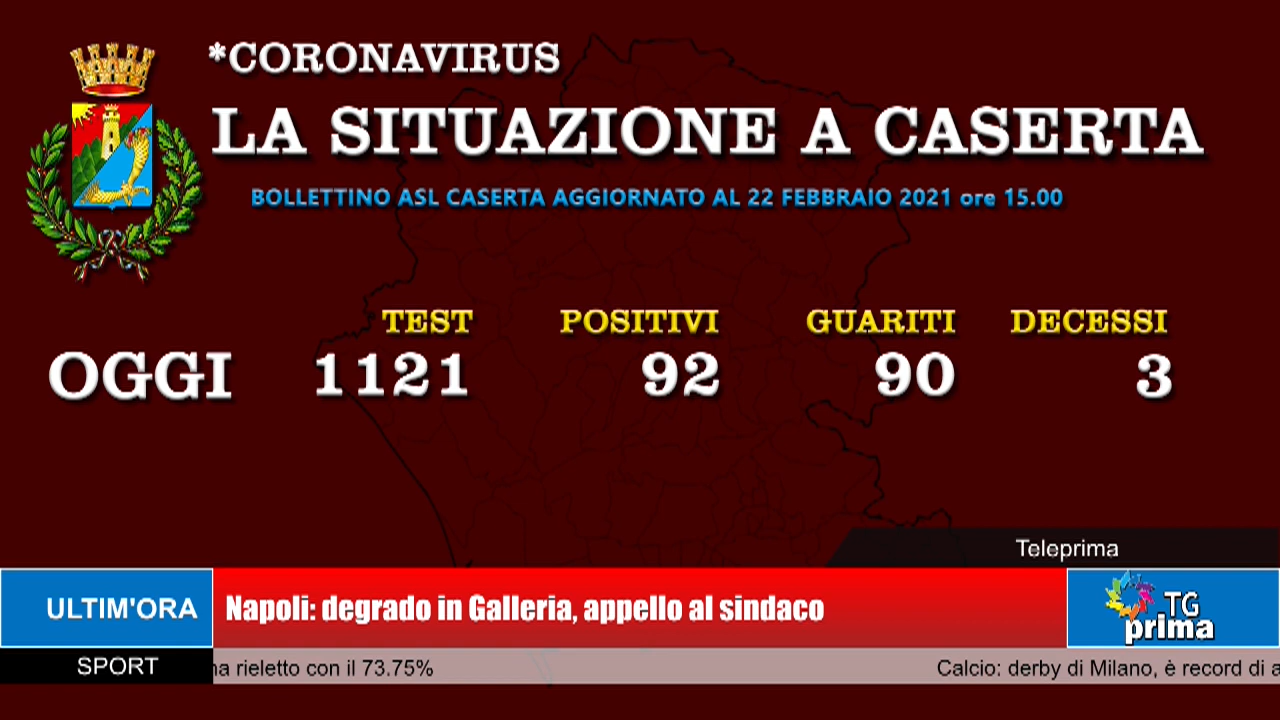 *CORONAVIRUS
LA SITUAZIONE A CASERTA
BOLLETTINO ASL CASERTA AGGIORNATO AL 22 FEBBRAIO 2021 ore 15.00
TEST POSITIVI GUARITI DECESSI
OGGI 1121 92 90 3
Teleprima
ULTIM'ORA Napoli: degrado in Galleria, appello al sindaco
TG
prima
SPORT rieletto con il 73.75% Calcio: derby di Milano, è record di